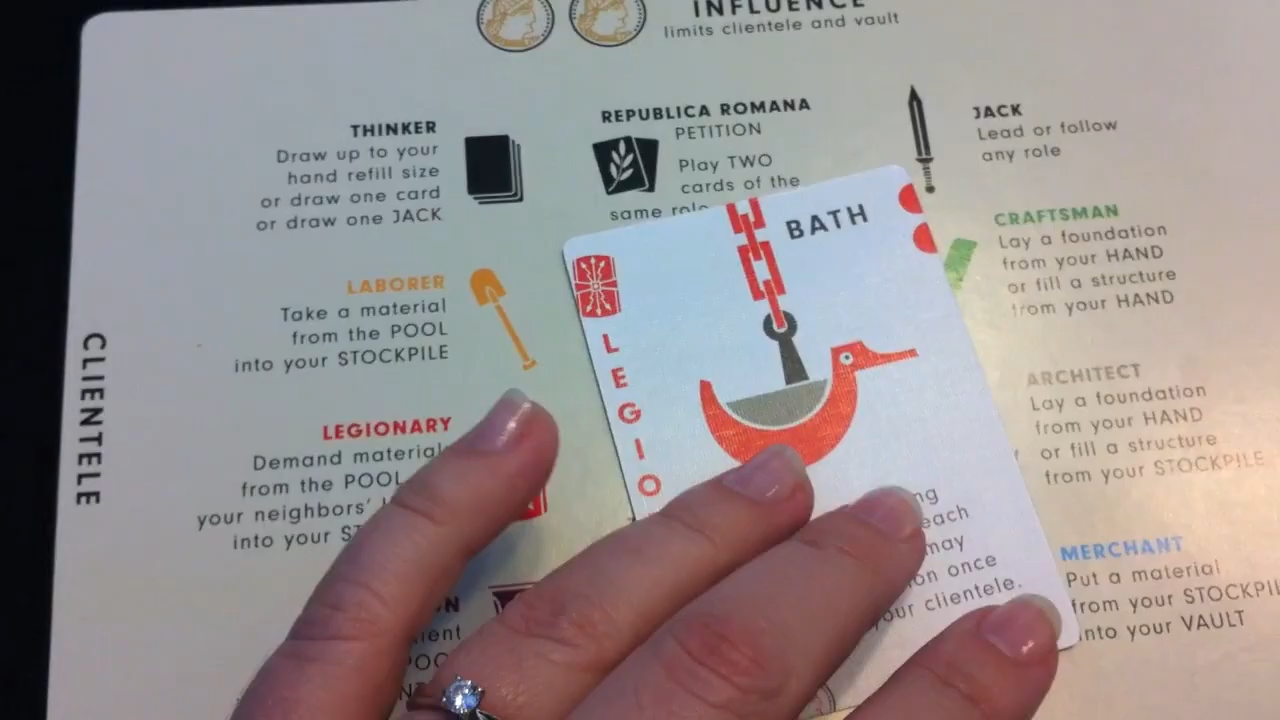 INFLUENCE
limits clientele and vault
THINKER
Draw up to your
hand refill size
or draw one card
or draw one JACK
REPUBLICA ROMANA
PETITION
Play TWO
cards of the
same role
JACK
Lead or follow
any role
LABORER
Take a material
from the POOL
into your STOCKPILE
CRAFTSMAN
Lay a foundation
from your HAND
or fill a structure
from your HAND
BATH
LEGIO
each
may
once
your clientele.
CLIENTELE
LEGIONARY
Demand material
from the POOL
your neighbors'
into your
ARCHITECT
Lay a foundation
from your HAND
or fill a structure
from your STOCKPILE
MERCHANT
Put a material
from your STOCKPIL
into your VAULT